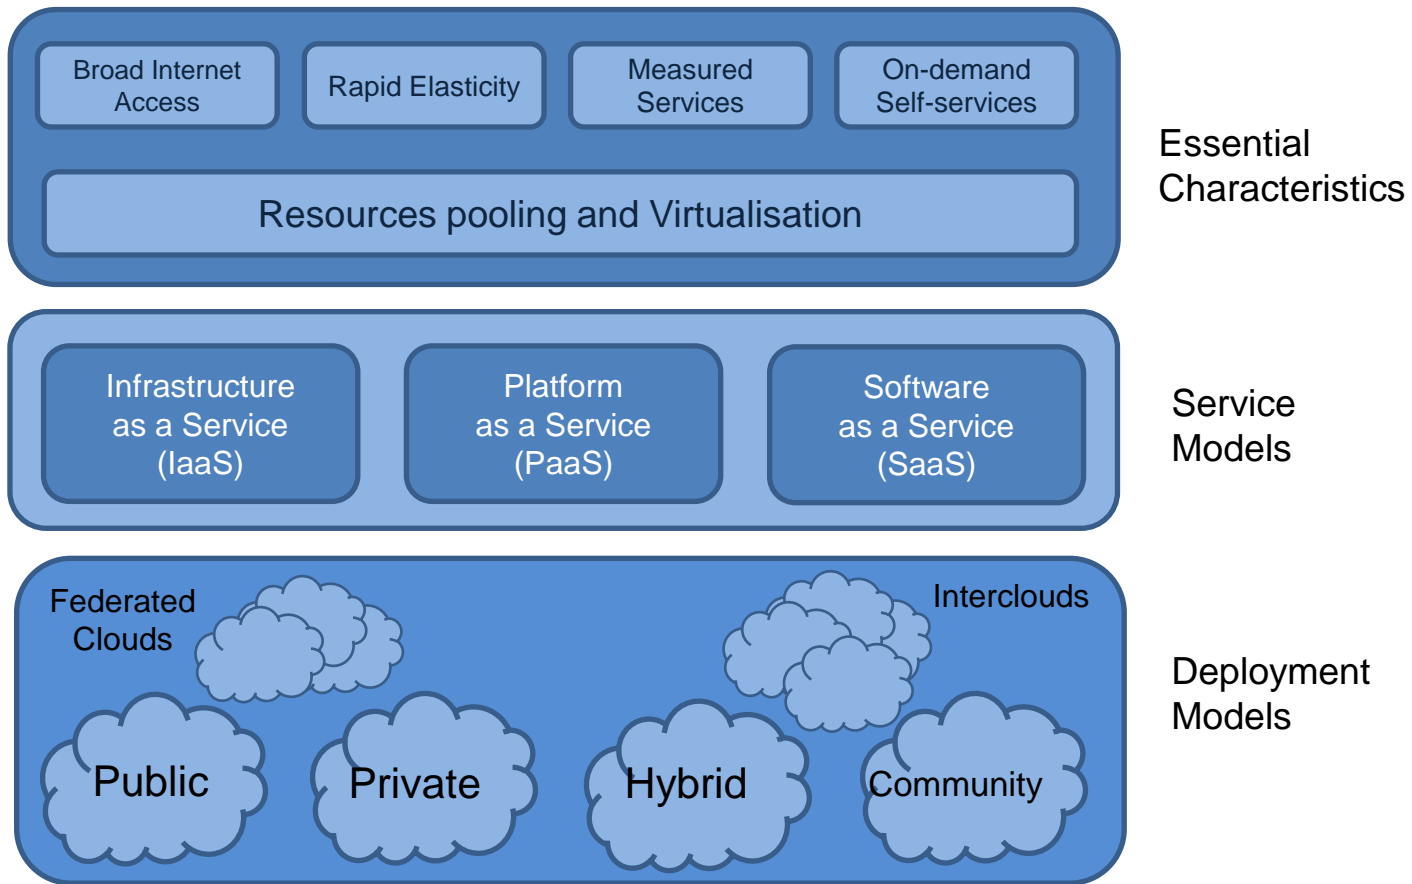 Broad Internet
Access
Rapid Elasticity
Measured
Services
On-demand
Self-services
Resources pooling and Virtualisation
Essential
Characteristics
Infrastructure
as a Service
(IaaS)
Platform
as a Service
(PaaS)
Software
as a Service
(SaaS)
Service
Models
Federated
Clouds
Interclouds
Public
Private
Hybrid
Community
Deployment
Models